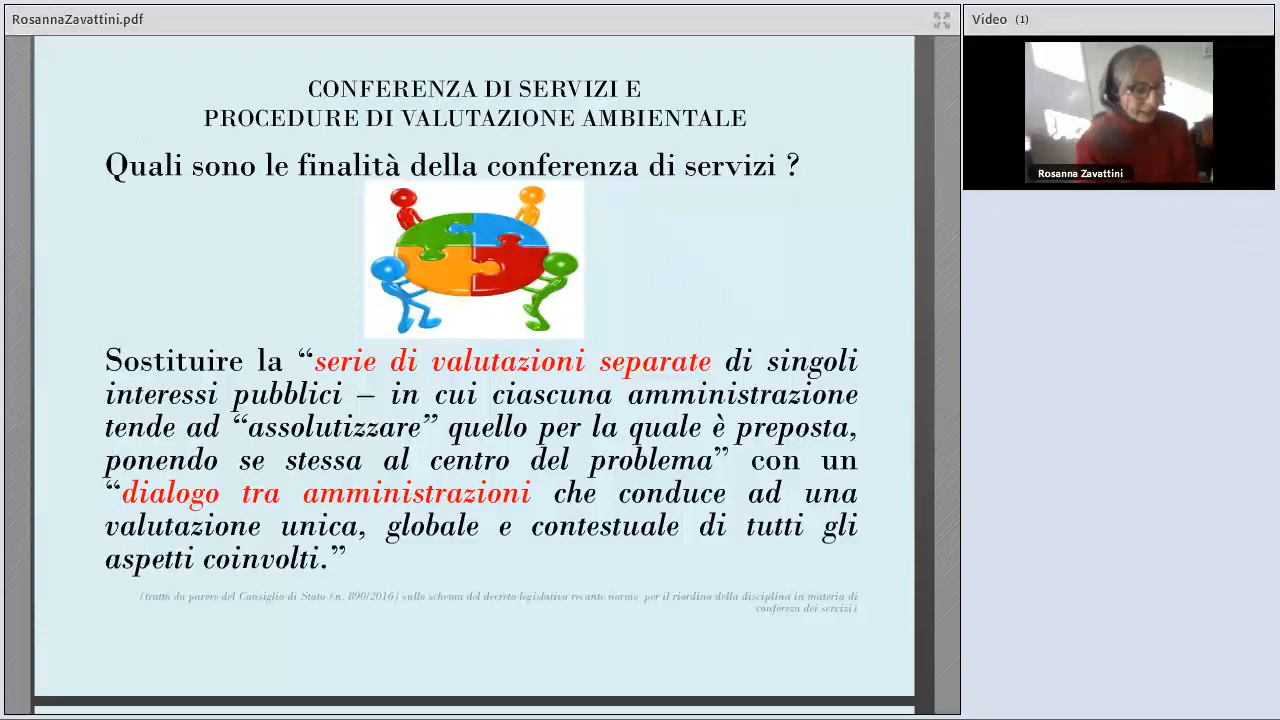 RosannaZavattini.pdf
Video (1)
Rosanna Zavattini
CONFERENZA DI SERVIZI E
PROCEDURE DI VALUTAZIONE AMBIENTALE
Quali sono le finalità della conferenza di servizi ?
Sostituire la “serie di valutazioni separate di singoli
interessi pubblici – in cui ciascuna amministrazione
tende ad “assolutizzare” quello per la quale è preposta,
ponendo se stessa al centro del problema” con un
“dialogo tra amministrazioni che conduce ad una
valutazione unica, globale e contestuale di tutti gli
aspetti coinvolti.”
(tratto da parere del Consiglio di Stato (n. 890/2016) sullo schema del decreto legislativo recante norme per il riordino della disciplina in materia di
confereza dei servizi)